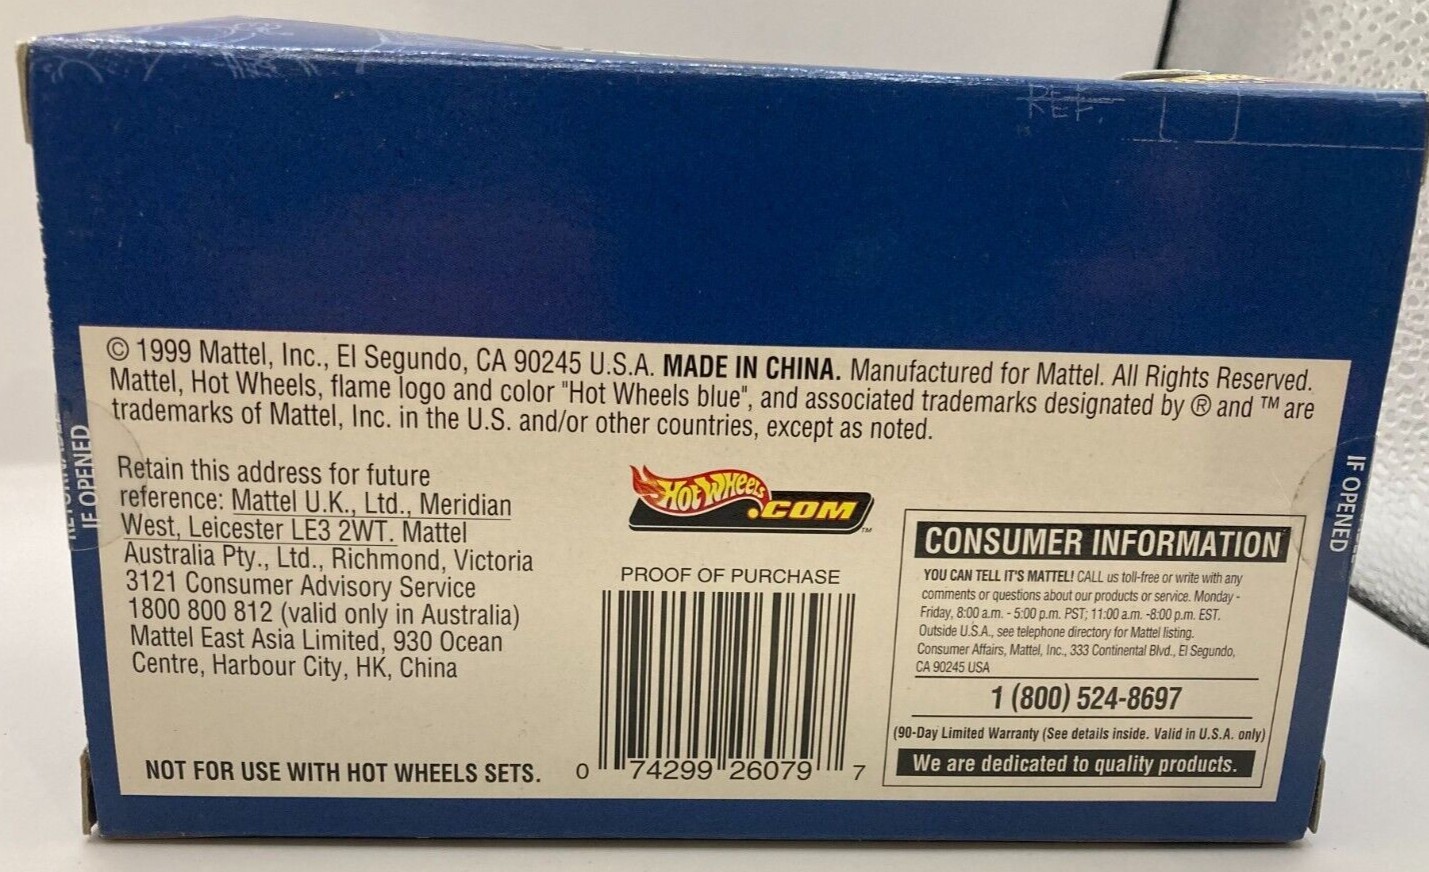 REF.
© 1999 Mattel, Inc., El Segundo, CA 90245 U.S.A. MADE IN CHINA. Manufactured for Mattel. All Rights Reserved.
Mattel, Hot Wheels, flame logo and color "Hot Wheels blue", and associated trademarks designated by ® and ™ are
trademarks of Mattel, Inc. in the U.S. and/or other countries, except as noted.
IF OPENED
Retain this address for future
reference: Mattel U.K., Ltd., Meridian
West, Leicester LE3 2WT. Mattel
Australia Pty., Ltd., Richmond, Victoria
3121 Consumer Advisory Service
1800 800 812 (valid only in Australia)
Mattel East Asia Limited, 930 Ocean
Centre, Harbour City, HK, China
NOT FOR USE WITH HOT WHEELS SETS.
HOT WHEELS
.COM ™
PROOF OF PURCHASE
0 74299 26079 7
CONSUMER INFORMATION
YOU CAN TELL IT'S MATTEL! CALL us toll-free or write with any
comments or questions about our products or service. Monday -
Friday, 8:00 a.m. - 5:00 p.m. PST; 11:00 a.m. -8:00 p.m. EST.
Outside U.S.A., see telephone directory for Mattel listing.
Consumer Affairs, Mattel, Inc., 333 Continental Blvd., El Segundo,
CA 90245 USA
1 (800) 524-8697
(90-Day Limited Warranty (See details inside. Valid in U.S.A. only)
We are dedicated to quality products.
IF OPENED